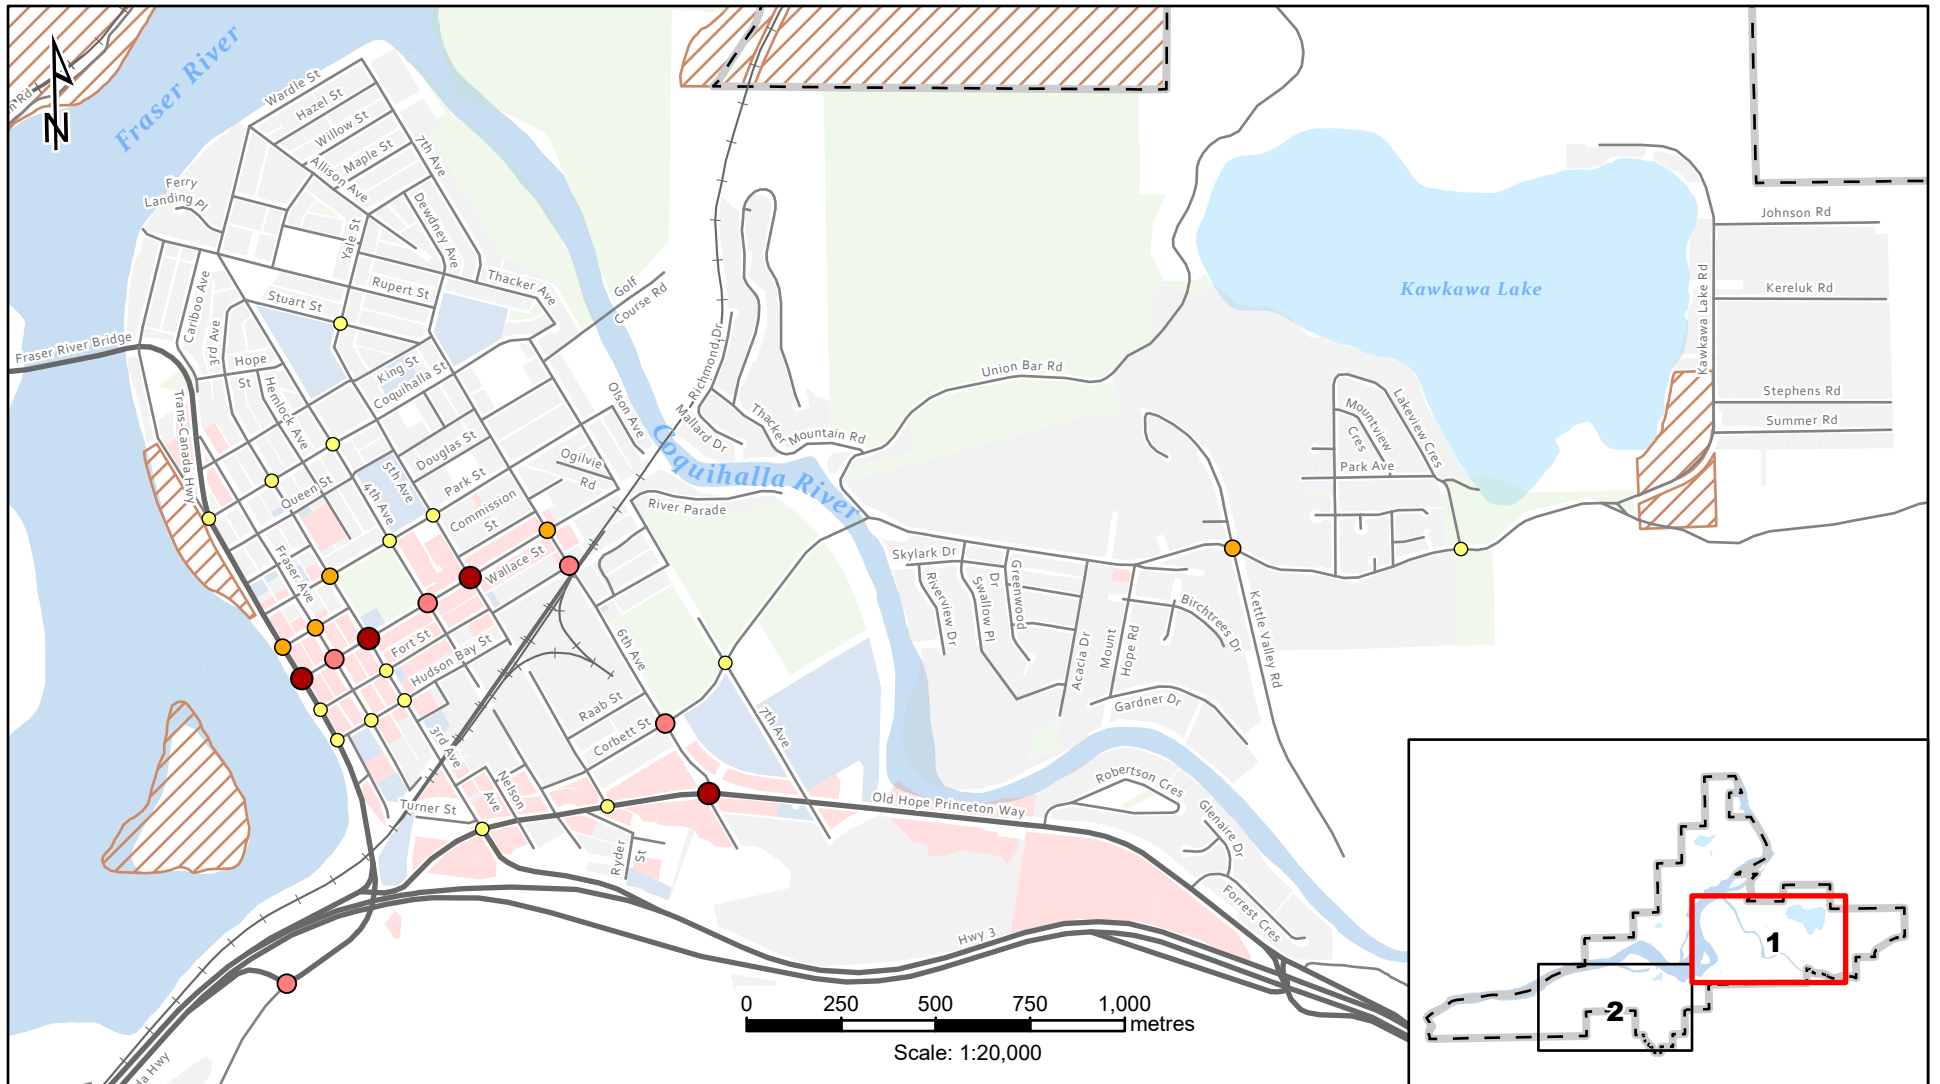 Fraser River
N
Wardle St
Hazel St
Willow St
Maple St
Allison Ave
7th Ave
Ferry
Landing Pl
Yale St
Dewdney Ave
Cariboo Ave
Stuart St
Rupert St
Thacker Ave
Golf
Course Rd
3rd Ave
Fraser River Bridge
Hope
St
Hemlock Ave
King St
Coquihalla St
Trans-Canada Hwy
Olson Ave
Richmond Dr
Mallard Dr
Thacker
Mountain Rd
Union Bar Rd
Kawkawa Lake
Kawkawa Lake Rd
Johnson Rd
Kereluk Rd
Stephens Rd
Summer Rd
Mountview
Cres
Lakeview Cres
Park Ave
Coquihalla River
Douglas St
5th Ave
Park St
Ogilvie
Rd
Queen St
4th Ave
Commission
St
River Parade
Fraser Ave
Wallace St
Skylark Dr
Riverview Dr
Swallow Pl
Greenwood
Dr
Acacia Dr
Mount
Hope Rd
Birchtrees Dr
Kettle Valley Rd
Gardner Dr
Fort St
Hudson Bay St
6th Ave
Raab St
Corbett St
7th Ave
3rd Ave
Nelson
Ave
Turner St
Ryder
St
Old Hope Princeton Way
Robertson Cres
Glenaire Dr
Forrest Cres
Hwy 3
0 250 500 750 1,000
metres
Scale: 1:20,000
1
2